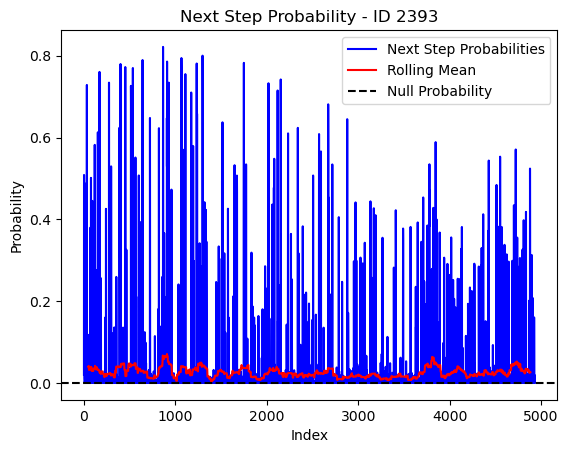 Next Step Probability - ID 2393
Next Step Probabilities
Rolling Mean
Null Probability
Probability
0.8
0.6
0.4
0.2
0.0
0 1000 2000 3000 4000 5000
Index